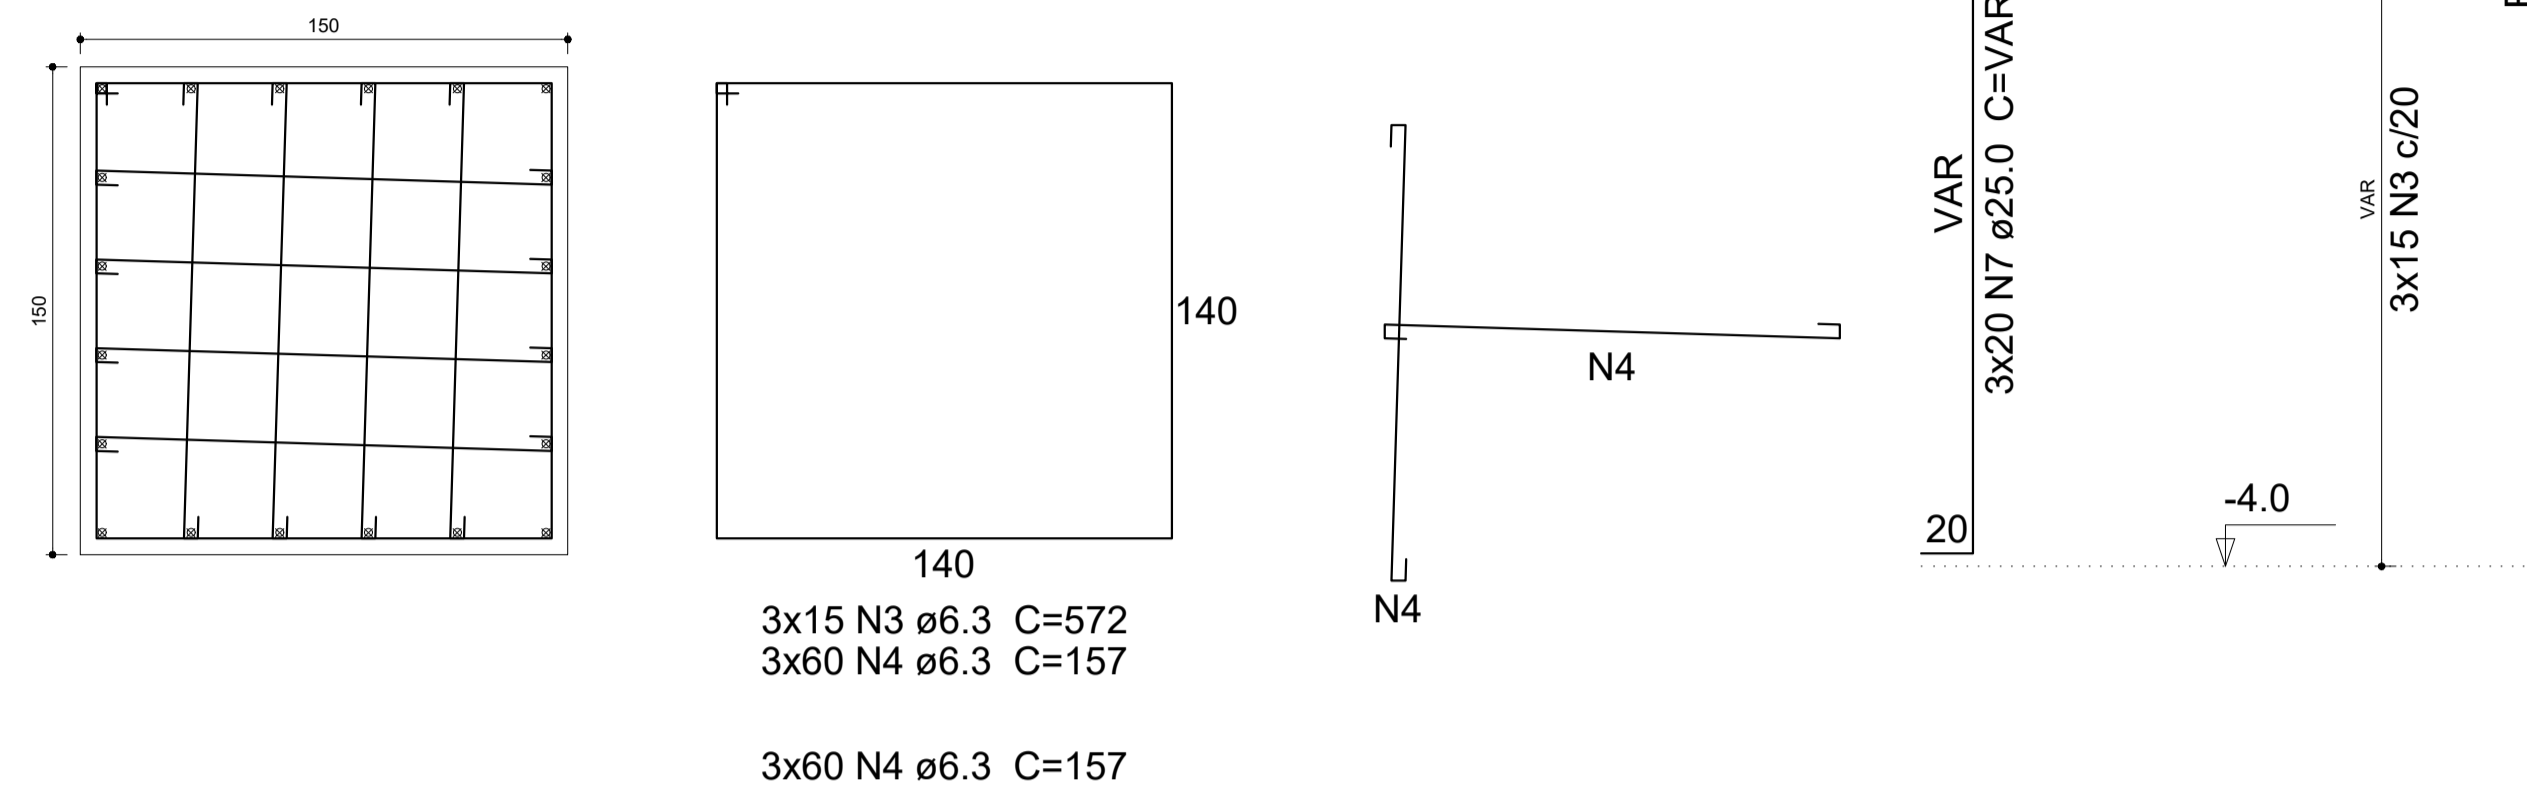 150
150
140
140
3x15 N3 ø6.3 C=572
3x60 N4 ø6.3 C=157
3x60 N4 ø6.3 C=157
N4
N4
VAR
3x20 N7 ø25.0 C=VAR
20
-4.0
VAR
3x15 N3 c/20